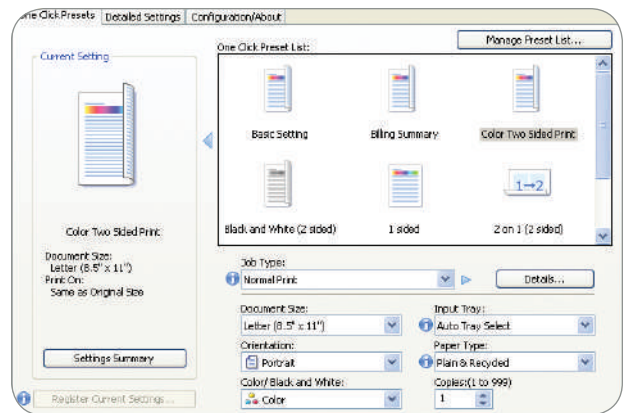 One Click Presets Detailed Settings Configuration/About
Manage Preset List...
Current Setting
One Click Preset List:
Basic Setting Billing Summary Color Two Sided Print
1→2
Black and White (2 sided) 1 sided 2 on 1 (2 sided)
Color Two Sided Print
Document Size:
Letter (8.5" x 11")
Print On:
Same as Original Size
Settings Summary
Register Current Settings...
Job Type:
Normal Print Details...
Document Size: Input Tray:
Letter (8.5" x 11") Auto Tray Select
Orientation: Paper Type:
Portrait Plain & Recycled
Color/ Black and White: Copies:(1 to 999)
Color 1